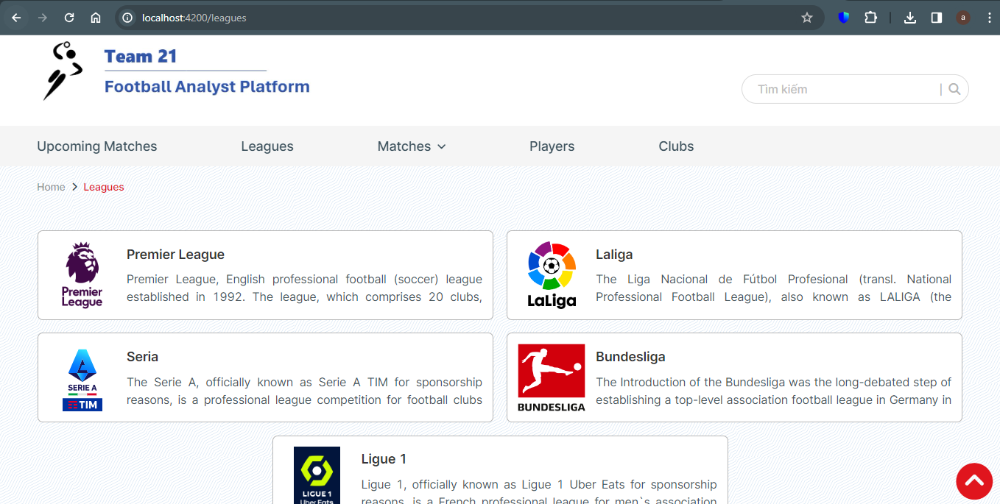 localhost:4200/leagues
a
Team 21
Football Analyst Platform
Tìm kiếm
Upcoming Matches
Leagues
Matches
Players
Clubs
Home
Leagues
Premier League
Premier League
Premier League, English professional football (soccer) league
established in 1992. The league, which comprises 20 clubs,
LaLiga
Laliga
The Liga Nacional de Fútbol Profesional (transl. National
Professional Football League), also known as LALIGA (the
SERIE A
TIM
Seria
The Serie A, officially known as Serie A TIM for sponsorship
reasons, is a professional league competition for football clubs
BUNDESLIGA
Bundesliga
The Introduction of the Bundesliga was the long-debated step of
establishing a top-level association football league in Germany in
LIGUE 1
Uber Eats
Ligue 1
Ligue 1, officially known as Ligue 1 Uber Eats for sponsorship
reasons, is a French professional league for men`s association